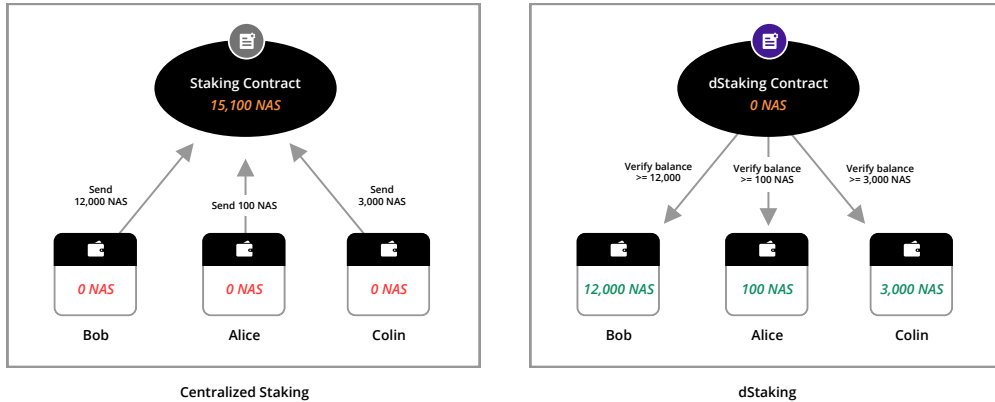 Staking Contract
15,100 NAS
Send
12,000 NAS
Send 100 NAS
Send
3,000 NAS
0 NAS
0 NAS
0 NAS
Bob
Alice
Colin
Centralized Staking
dStaking Contract
0 NAS
Verify balance
>= 12,000
Verify balance
>= 100 NAS
Verify balance
>= 3,000 NAS
12,000 NAS
100 NAS
3,000 NAS
Bob
Alice
Colin
dStaking